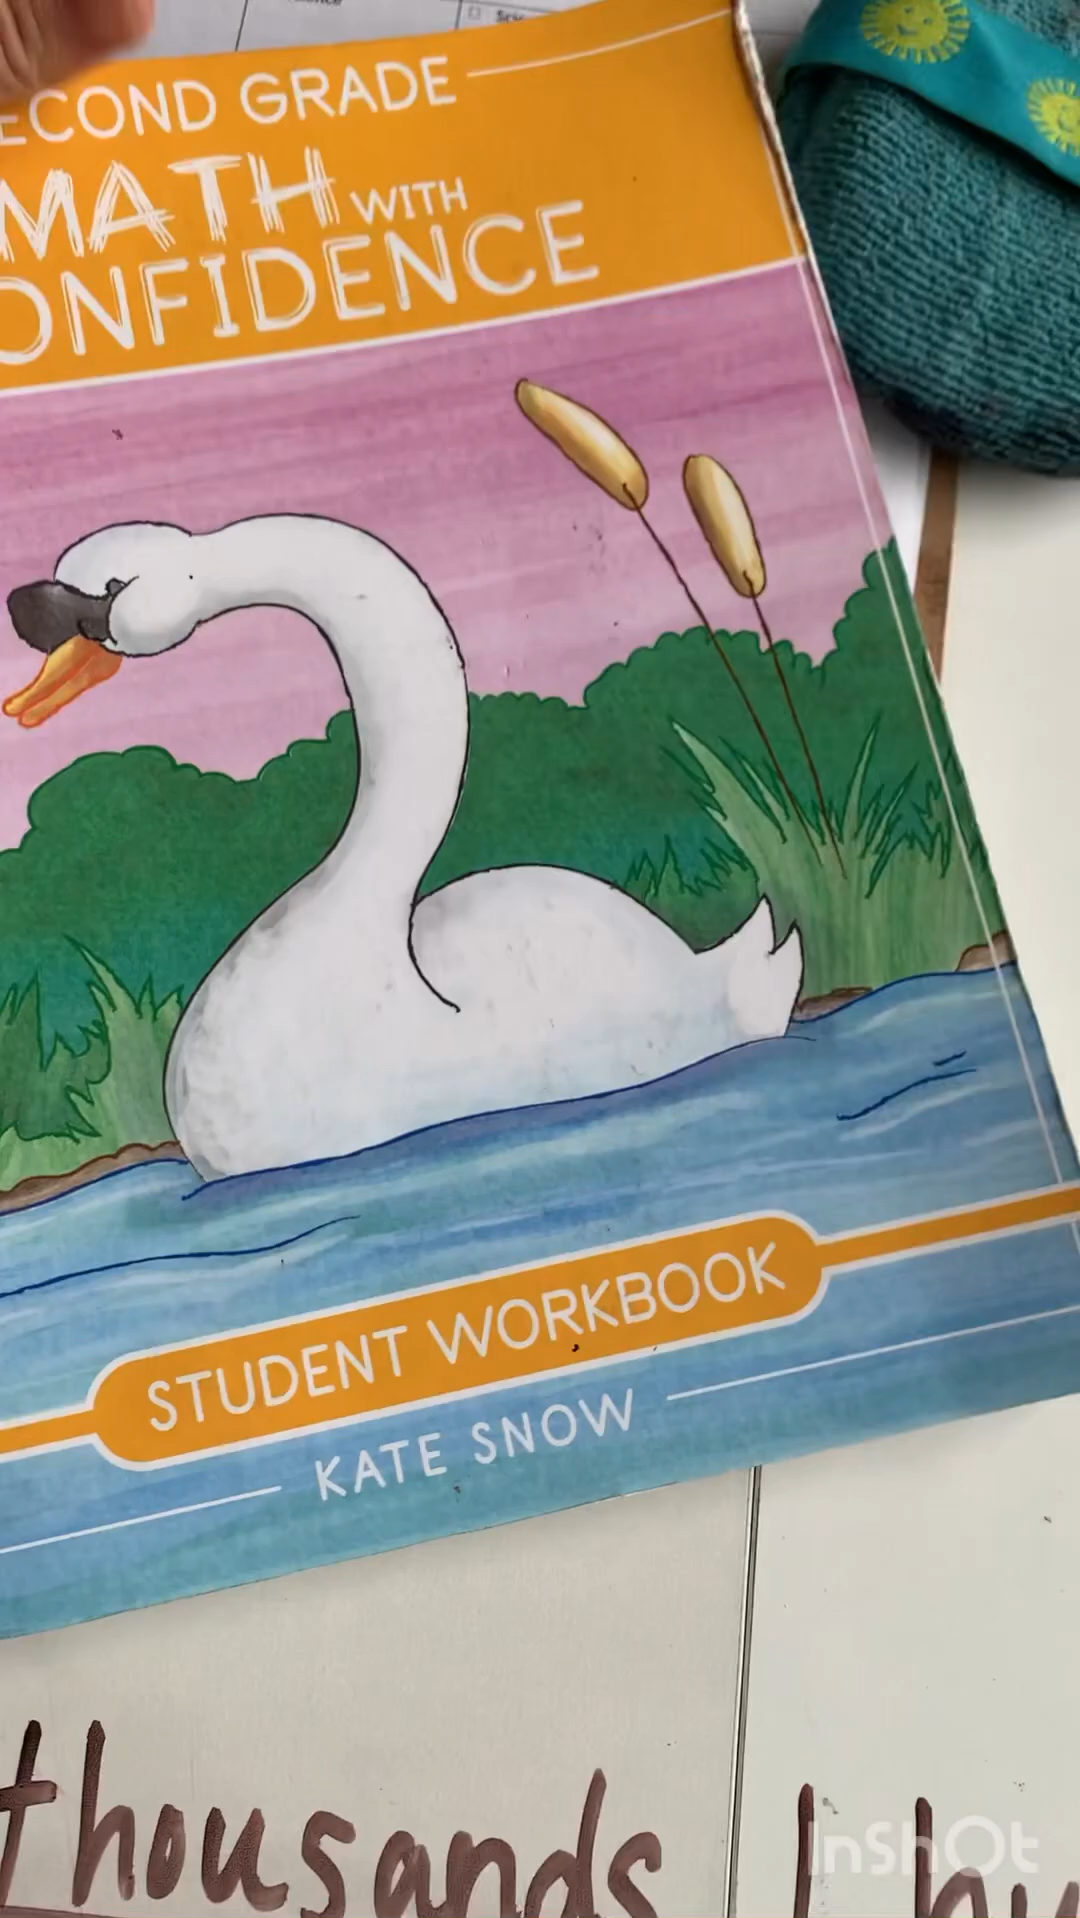 ECOND GRADE
MATH WITH
ONFIDENCE
STUDENT WORKBOOK
KATE SNOW
thousands
InShOt